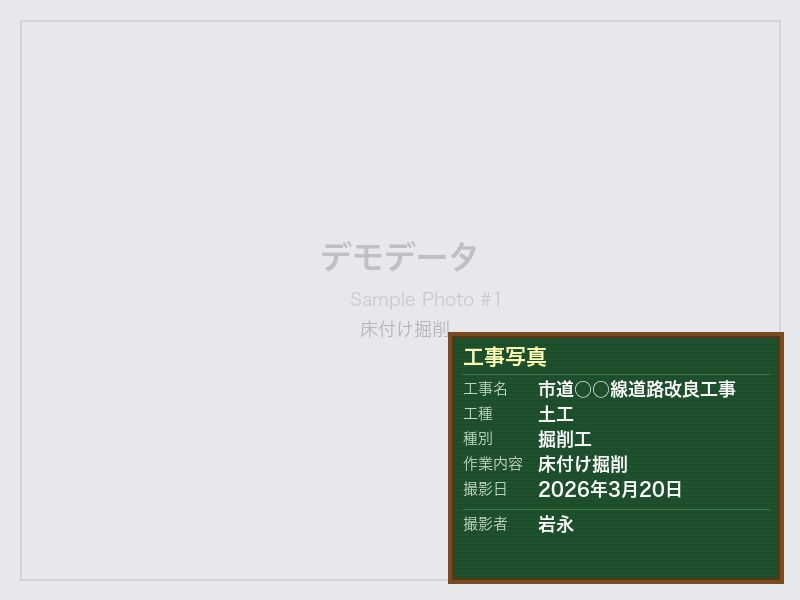 デモデータ
Sample Photo #1
床付け掘削
工事写真
工事名 市道○○線道路改良工事
工種 土工
種別 掘削工
作業内容 床付け掘削
撮影日 2026年3月20日
撮影者 岩永